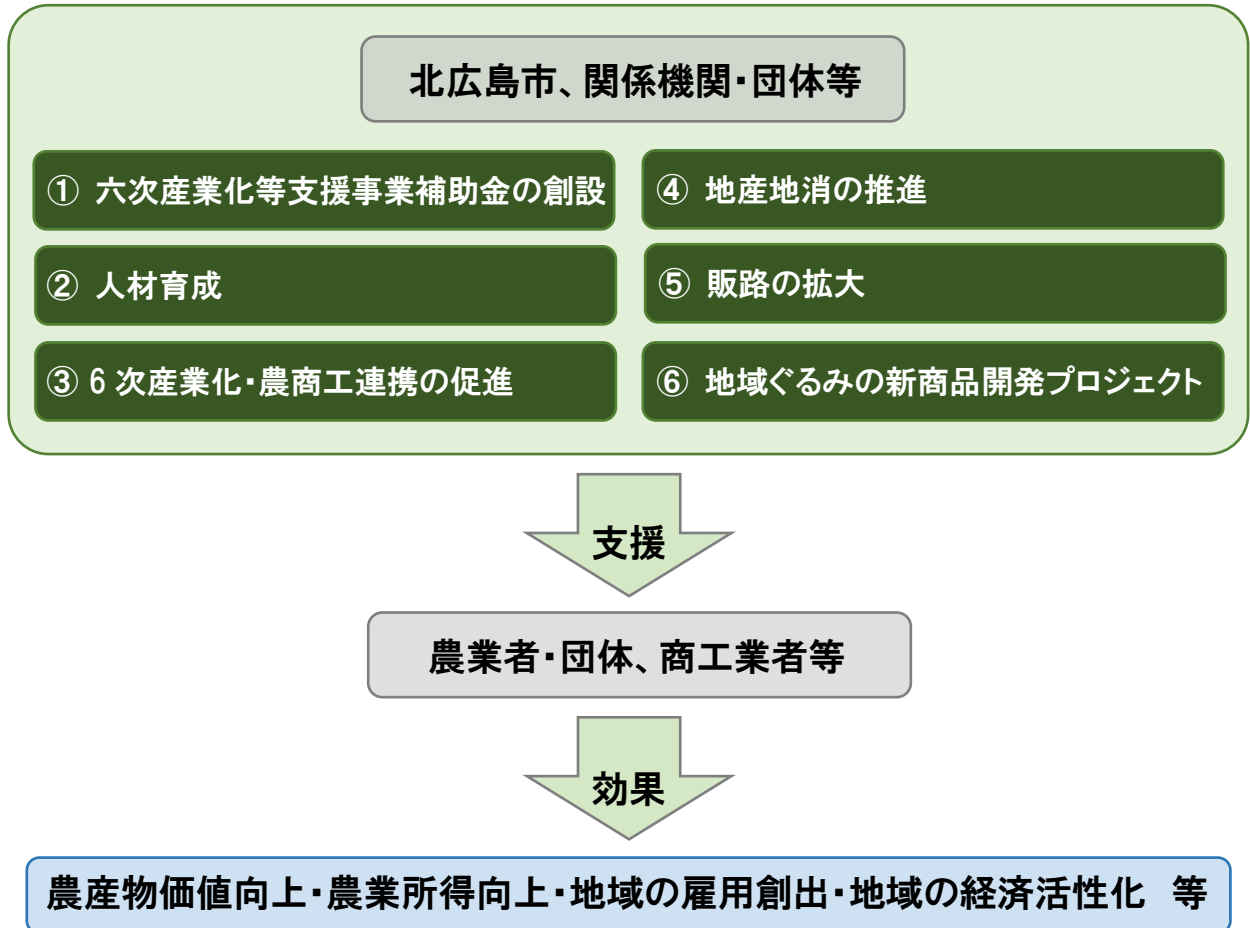 北広島市、関係機関・団体等
① 六次産業化等支援事業補助金の創設
② 人材育成
③ 6次産業化・農商工連携の促進
④ 地産地消の推進
⑤ 販路の拡大
⑥ 地域ぐるみの新商品開発プロジェクト
支援
農業者・団体、商工業者等
効果
農産物価値向上・農業所得向上・地域の雇用創出・地域の経済活性化　等